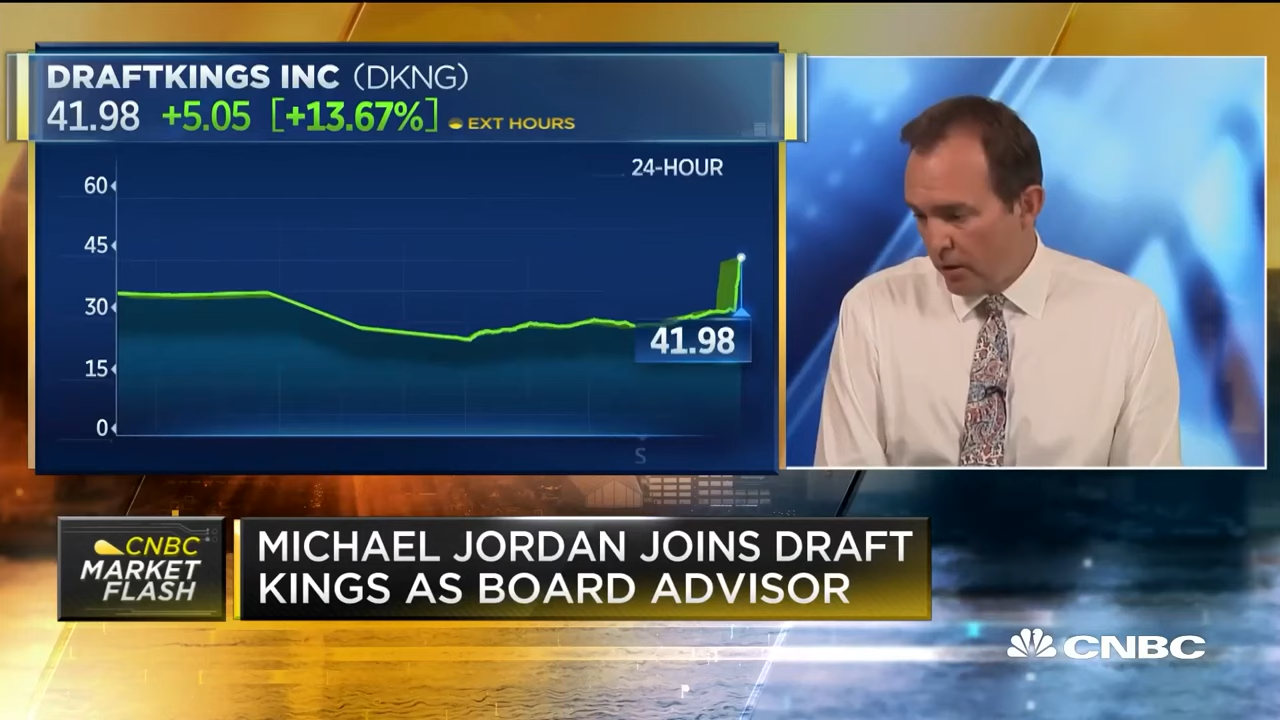 DRAFTKINGS INC (DKNG)
41.98 +5.05 [+13.67%] EXT HOURS
24-HOUR
60
45
30
15
0
41.98
S
CNBC
MARKET
FLASH
MICHAEL JORDAN JOINS DRAFT
KINGS AS BOARD ADVISOR
CNBC
P